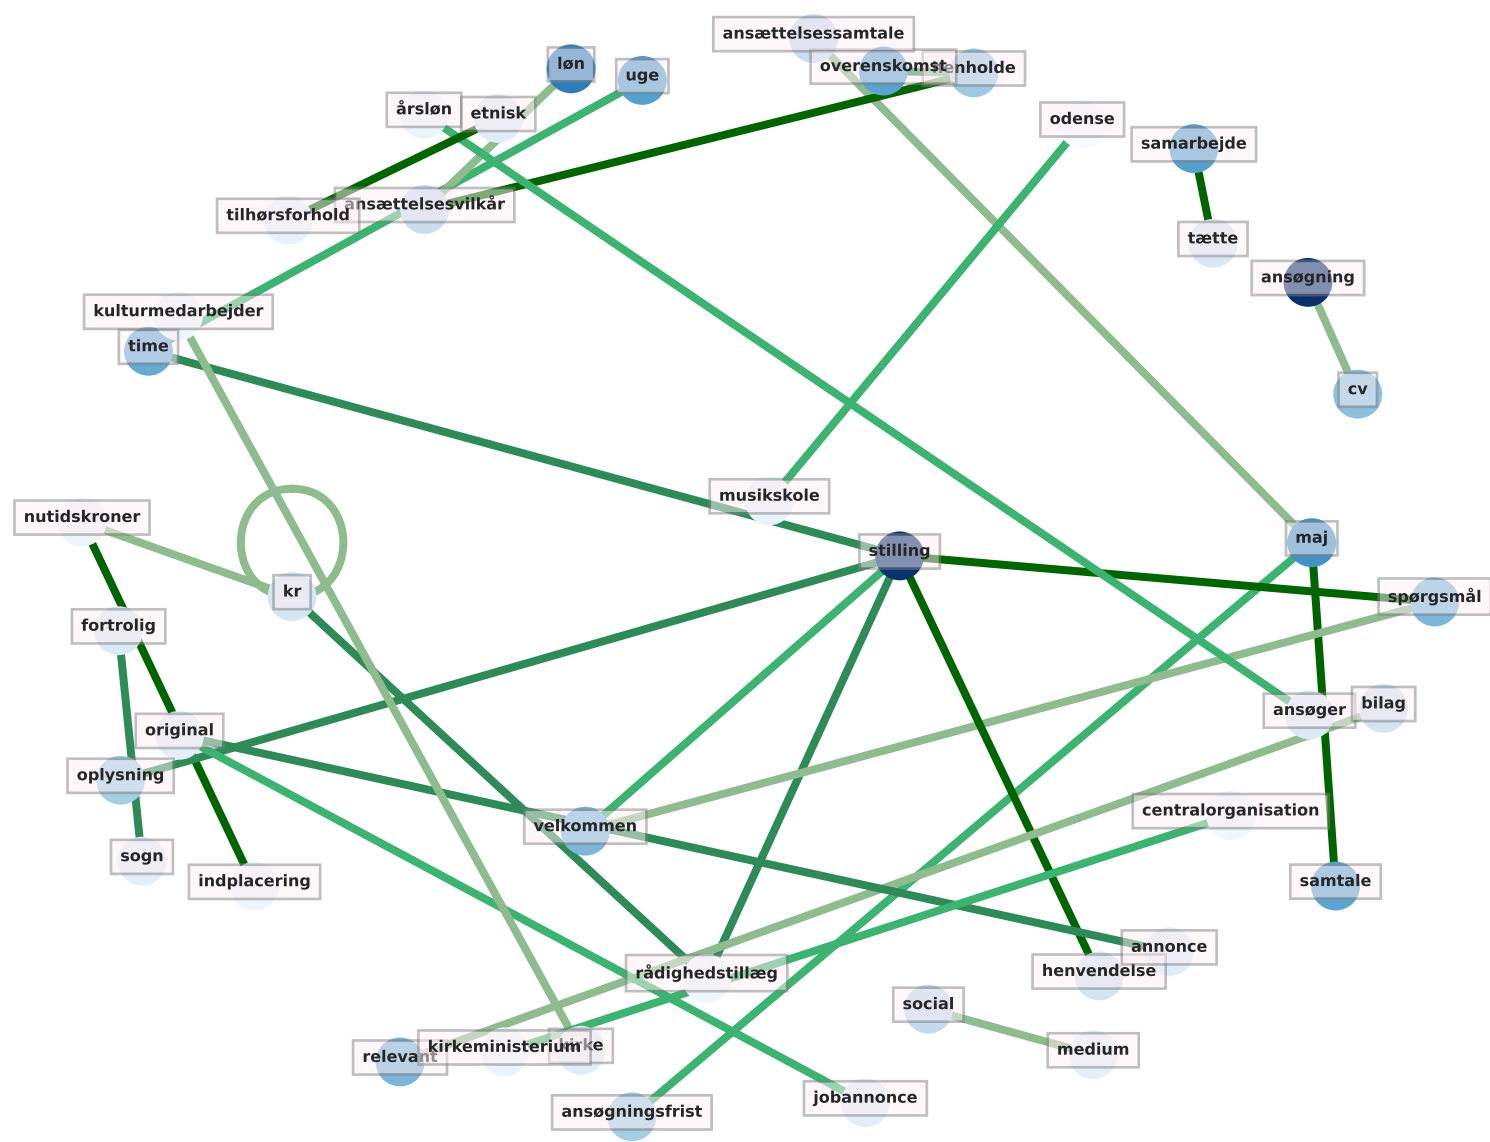 ansættelsessamtale
løn
uge
overenskomst
henholde
årsløn
etnisk
odense
samarbejde
tilhørsforhold
ansættelsesvilkår
tætte
ansøgning
kulturmedarbejder
time
cv
musikskole
nutidskroner
maj
stilling
kr
spørgsmål
fortrolig
bilag
ansøger
original
oplysning
centralorganisation
velkommen
sogn
indplacering
samtale
annonce
rådighedstillæg
henvendelse
social
relevant
kirkeministerium
kirke
medium
ansøgningsfrist
jobannonce